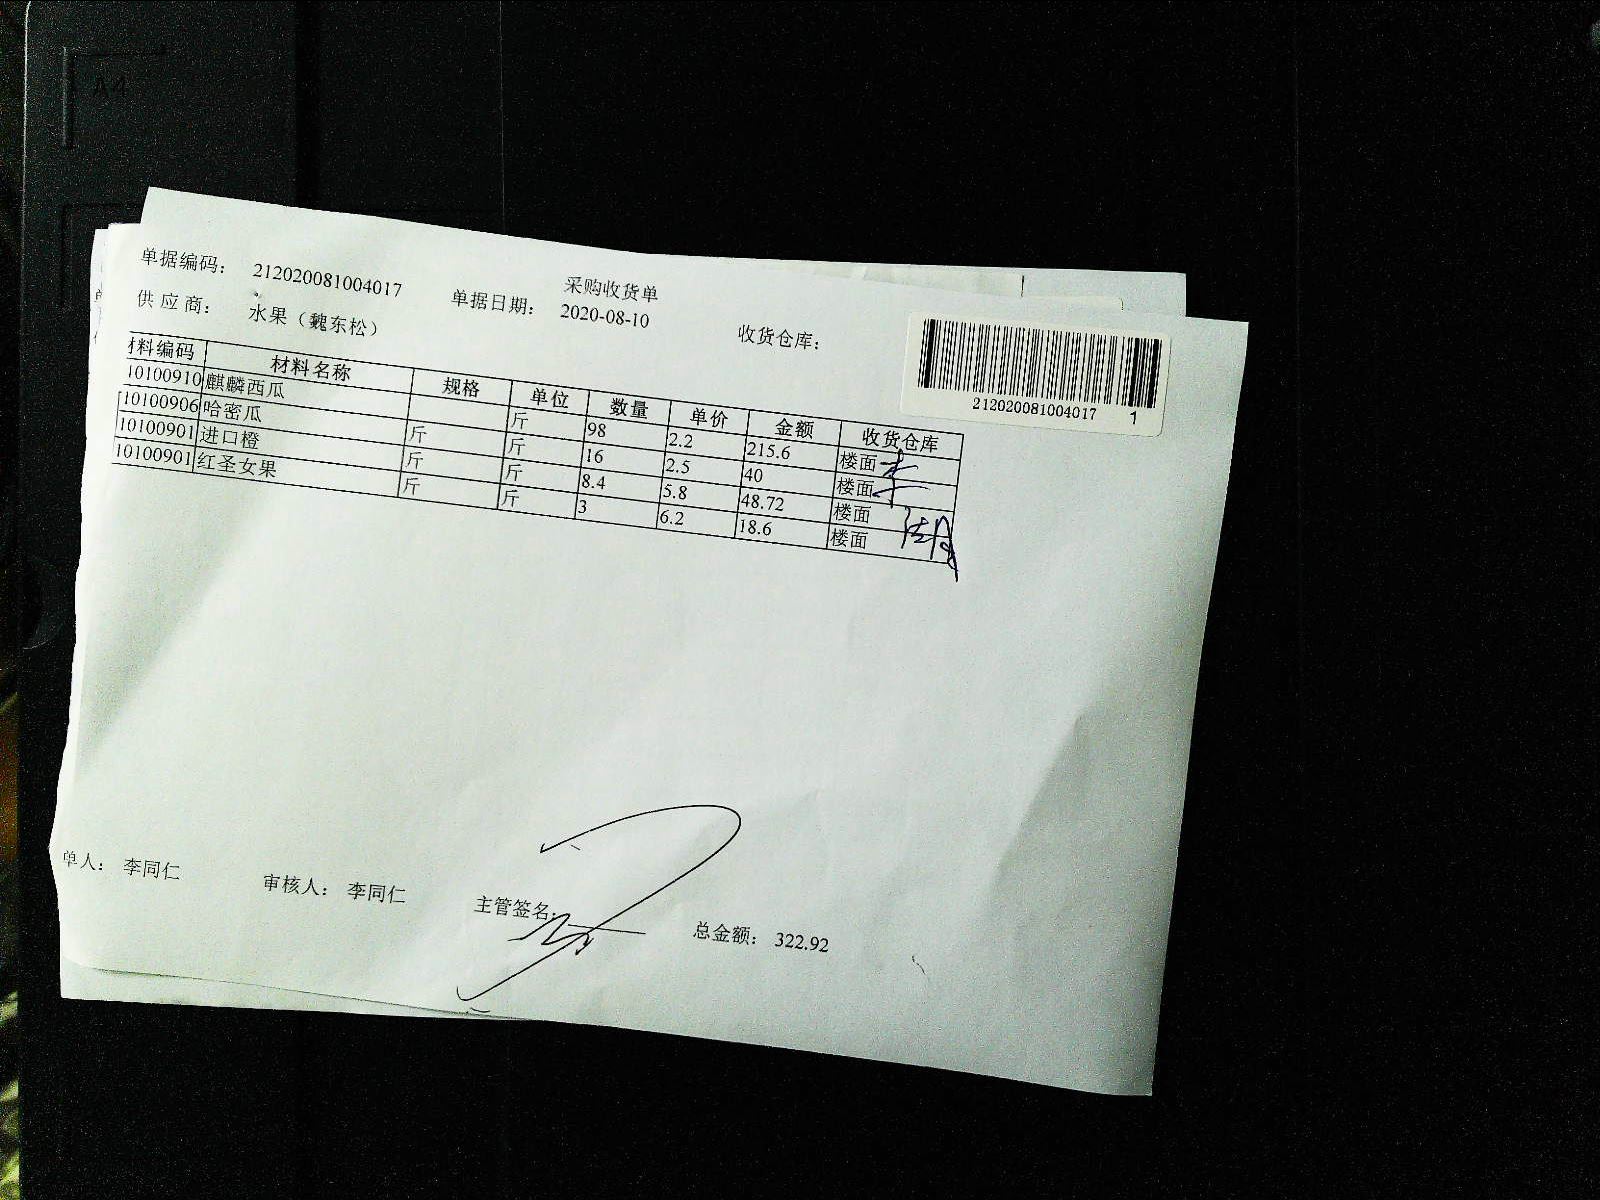 A4
采购收货单
单据编码： 212020081004017 单据日期： 2020-08-10 收货仓库：
供应商： 水果（魏东松）
212020081004017 1
材料编码 材料名称 规格 单位 数量 单价 金额 收货仓库
10100910 麒麟西瓜 斤 98 2.2 215.6 楼面
10100906 哈密瓜 斤 斤 16 2.5 40 楼面
10100901 进口橙 斤 斤 8.4 5.8 48.72 楼面
10100901 红圣女果 斤 斤 3 6.2 18.6 楼面
单人： 李同仁 审核人： 李同仁 主管签名： 总金额： 322.92